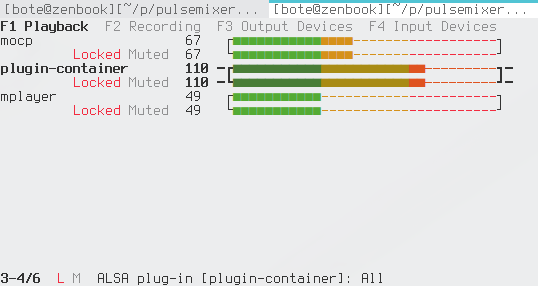 [bote@zenbook][~/p/pulsemixer... [bote@zenbook][~/p/pulsemixer...
F1 Playback F2 Recording F3 Output Devices F4 Input Devices
mocp 67
Locked Muted 67
plugin-container 110
Locked Muted 110
mplayer 49
Locked Muted 49
3-4/6 L M ALSA plug-in [plugin-container]: All